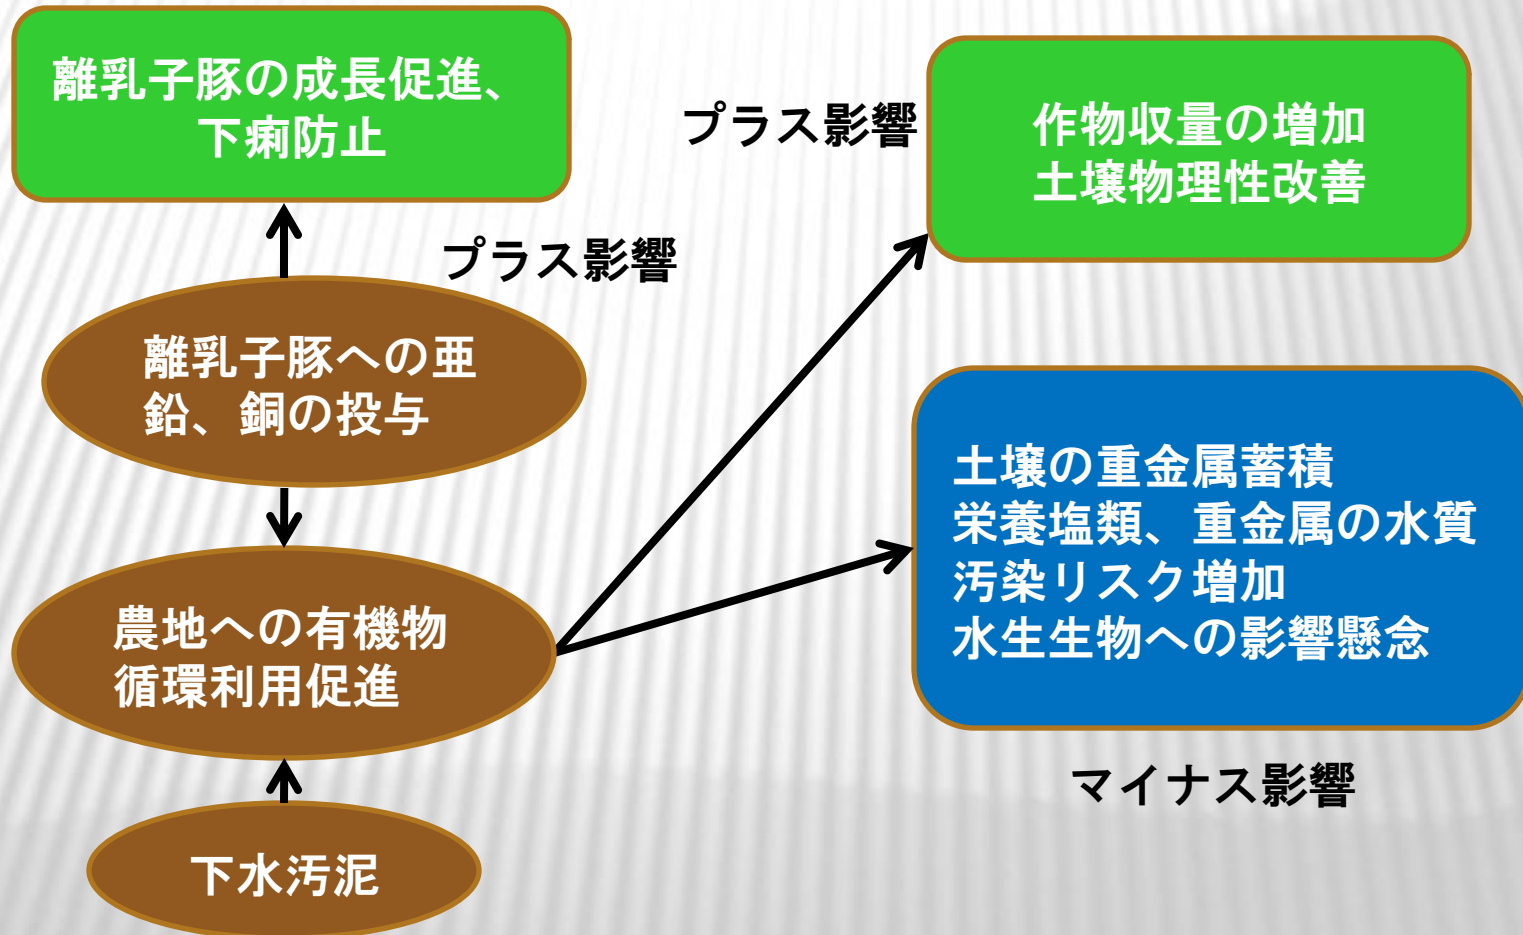 離乳子豚の成長促進、
下痢防止
プラス影響
離乳子豚への亜
鉛、銅の投与
農地への有機物
循環利用促進
下水汚泥
プラス影響
作物収量の増加
土壌物理性改善
土壌の重金属蓄積
栄養塩類、重金属の水質
汚染リスク増加
水生生物への影響懸念
マイナス影響